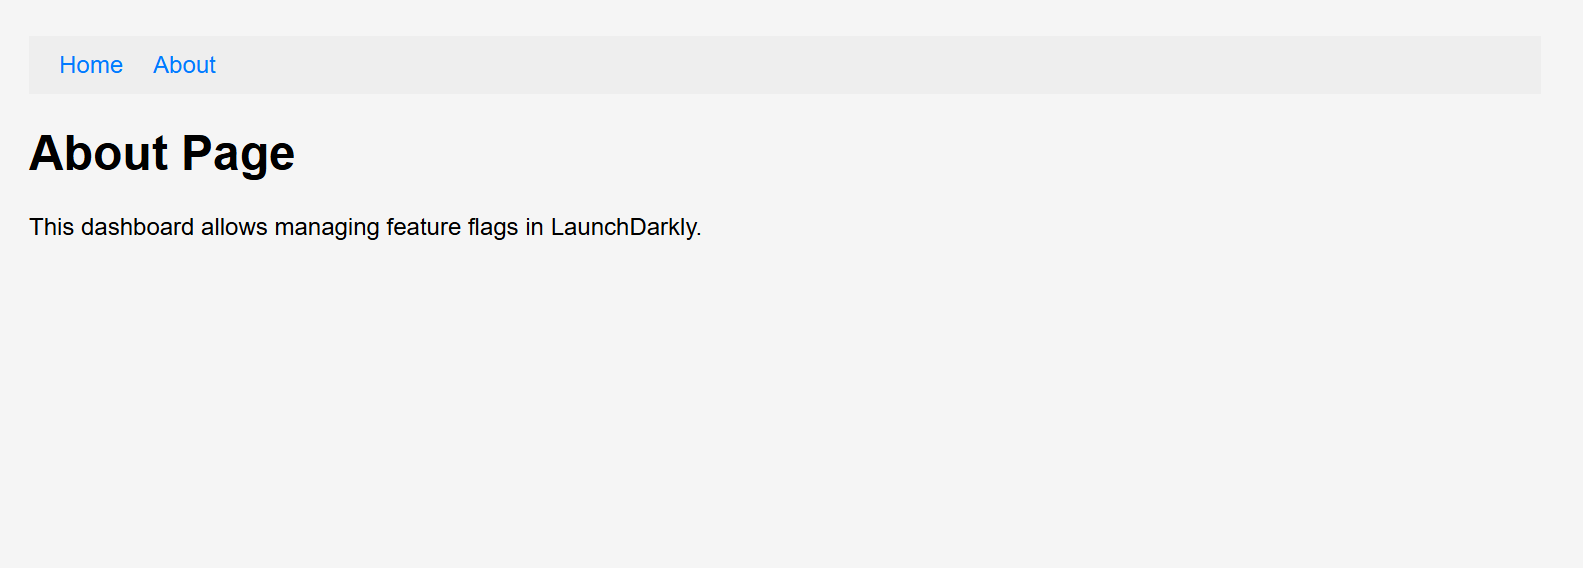 Home About
About Page
This dashboard allows managing feature flags in LaunchDarkly.